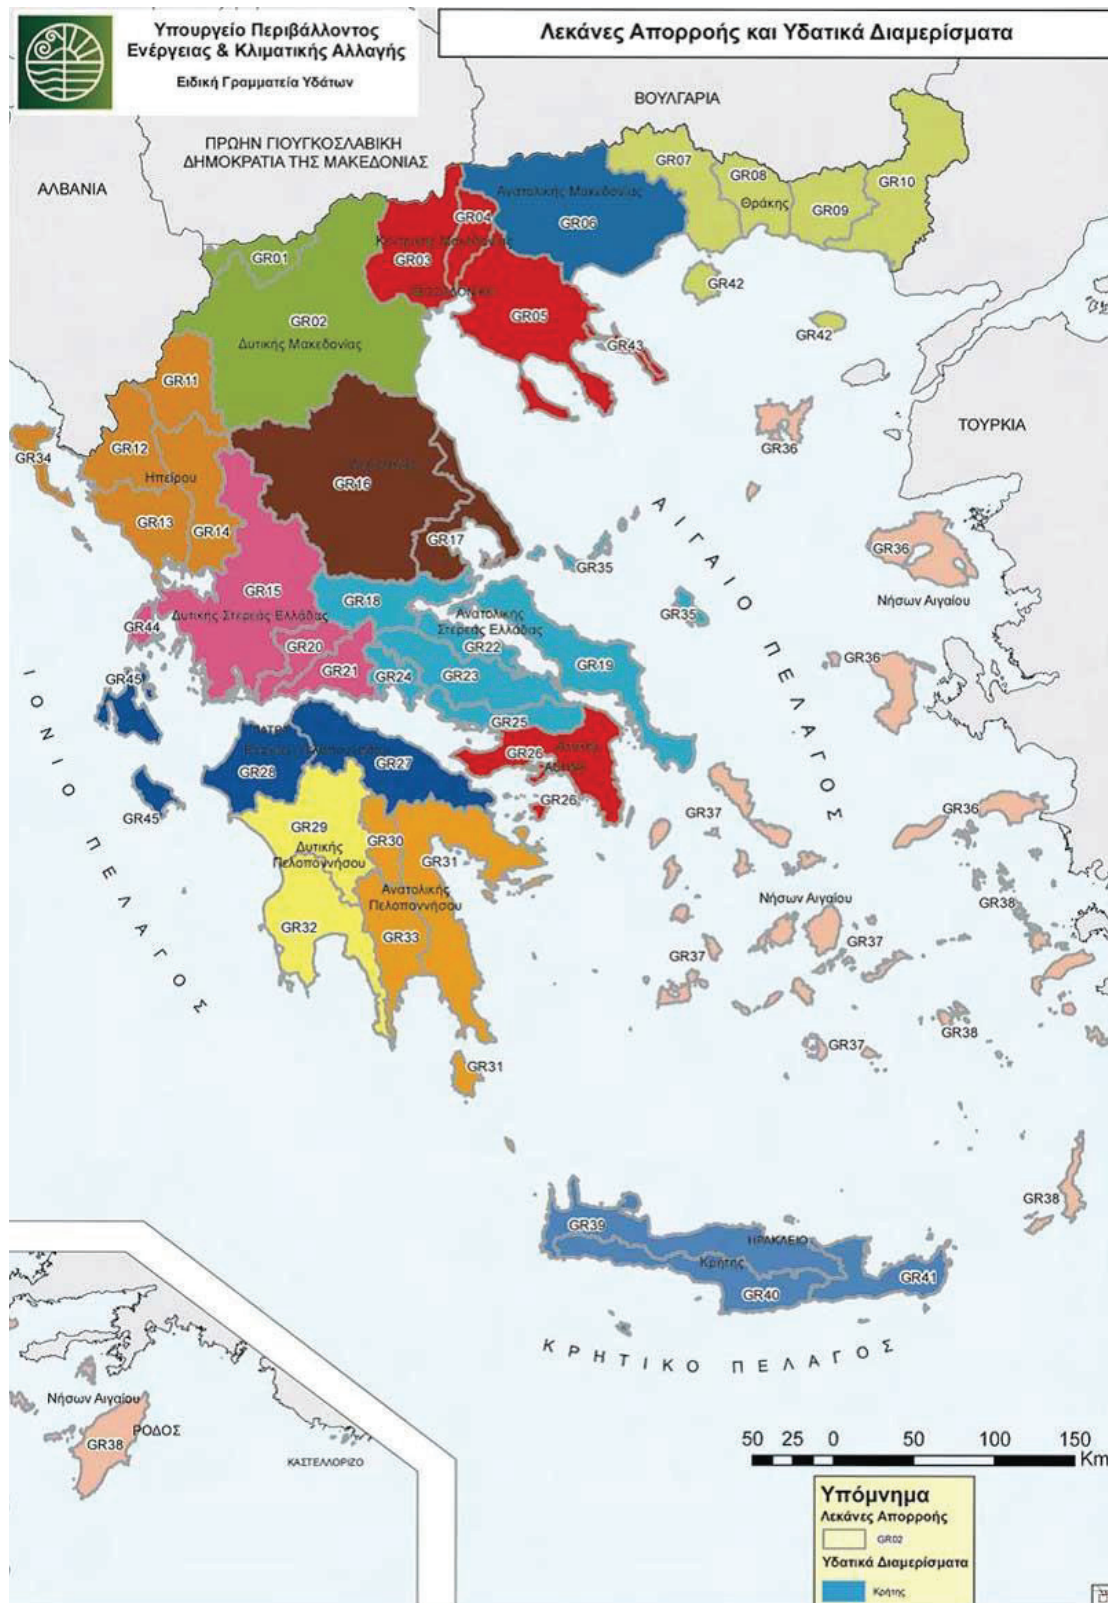 Υπουργείο Περιβάλλοντος
Ενέργειας & Κλιματικής Αλλαγής
Ειδική Γραμματεία Υδάτων
Λεκάνες Απορροής και Υδατικά Διαμερίσματα
ΒΟΥΛΓΑΡΙΑ
ΠΡΩΗΝ ΓΙΟΥΓΚΟΣΛΑΒΙΚΗ
ΔΗΜΟΚΡΑΤΙΑ ΤΗΣ ΜΑΚΕΔΟΝΙΑΣ
ΑΛΒΑΝΙΑ
GR07
GR08
GR10
Ανατολικής Μακεδονίας
Θράκης
GR09
GR04
GR06
Κεντρικής Μακεδονίας
GR01
GR03
GR42
ΘΕΣΣΑΛΟΝΙΚΗ
GR02
GR05
GR42
Δυτικής Μακεδονίας
GR43
GR11
ΤΟΥΡΚΙΑ
GR12
GR34
GR36
Ηπείρου
GR16
ΑΙΓΑΙΟ ΠΕΛΑΓΟΣ
GR13
GR14
GR17
GR36
GR35
GR15
GR18
Νήσων Αιγαίου
Δυτικής Στερεάς Ελλάδας
Ανατολικής
Στερεάς Ελλάδας
GR35
GR44
GR20
GR22
GR36
GR21
GR24
GR23
GR19
ΙΟΝΙΟ ΠΕΛΑΓΟΣ
GR45
GR25
ΠΑΤΡΑ
GR26
Αττικής
GR28
GR27
GR26
GR45
GR37
GR36
GR29
GR30
Δυτικής
Πελοποννήσου
GR31
Ανατολικής
Πελοποννήσου
Νήσων Αιγαίου
GR38
GR32
GR33
GR37
GR37
GR38
GR37
GR31
GR38
GR39
ΗΡΑΚΛΕΙΟ
Κρήτης
GR41
GR40
ΚΡΗΤΙΚΟ ΠΕΛΑΓΟΣ
Νήσων Αιγαίου
ΡΟΔΟΣ
GR38
ΚΑΣΤΕΛΛΟΡΙΖΟ
50 25 0 50 100 150
Km
Υπόμνημα
Λεκάνες Απορροής
GR02
Υδατικά Διαμερίσματα
Κρήτης